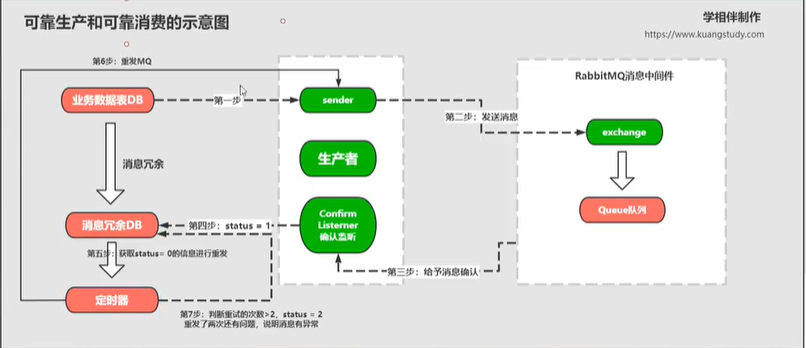 可靠生产和可靠消费的示意图
学相伴制作
https://www.kuangstudy.com
第6步：重发MQ
RabbitMQ消息中间件
业务数据表DB
第一步
sender
第二步：发送消息
exchange
消息冗余
生产者
Queue队列
消息冗余DB
第四步：status = 1
Confirm
Listerner
确认监听
第五步：获取status= 0的信息进行重发
第三步：给予消息确认
定时器
第7步：判断重试的次数>2，status = 2
重发了两次还有问题，说明消息有异常